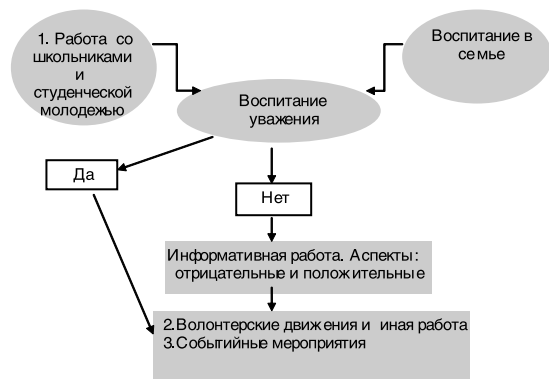 1. Работа со
школьниками
и
студенческой
молодежью
Воспитание в
семье
Воспитание
уважения
Да
Нет
Информативная работа. Аспекты:
отрицательные и положительные
2.Волонтерские движения и иная работа
3.Событийные мероприятия